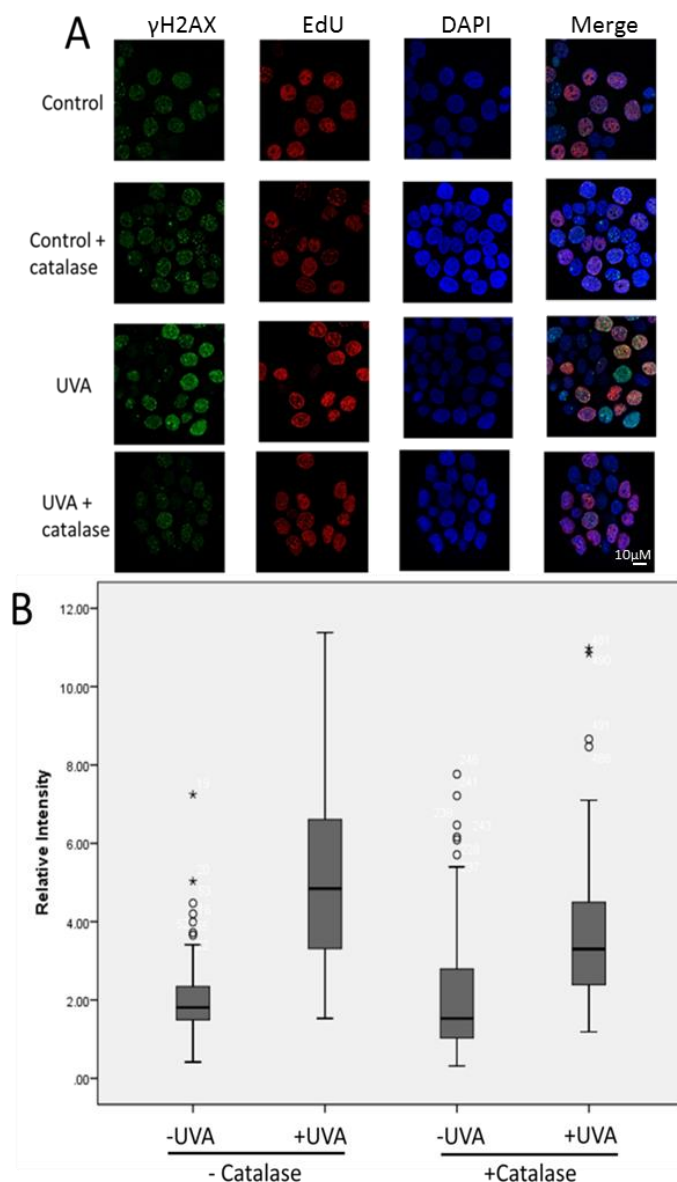 A
γH2AX EdU DAPI Merge
Control
Control +
catalase
UVA
UVA +
catalase
10µM
B
12.00
10.00
8.00
6.00
4.00
2.00
.00
Relative Intensity
-UVA +UVA -UVA +UVA
- Catalase +Catalase